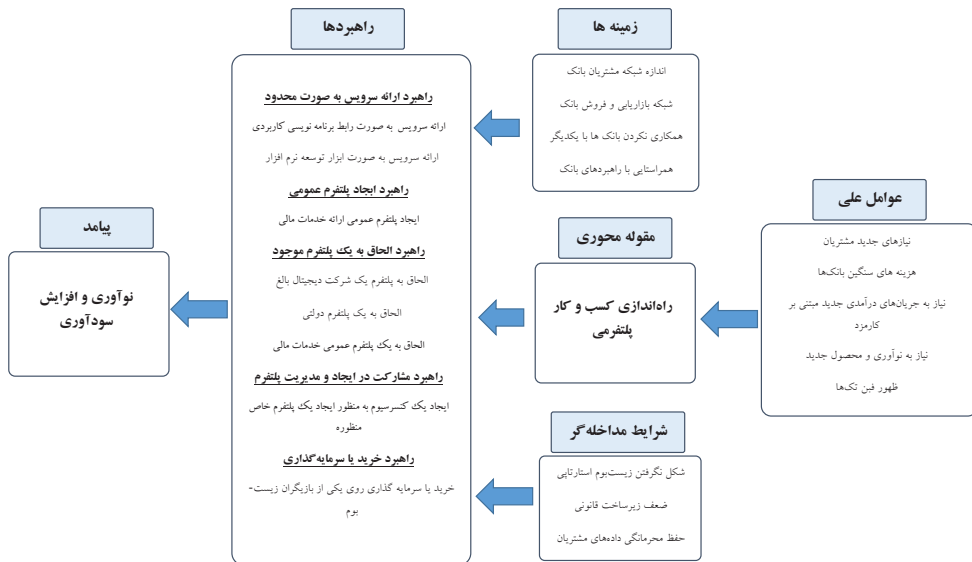 عوامل علی
نیازهای جدید مشتریان
هزینه های سنگین بانک‌ها
نیاز به جریان‌های درآمدی جدید مبتنی بر
کارمزد
نیاز به نوآوری و محصول جدید
ظهور فین تک‌ها
زمینه ها
اندازه شبکه مشتریان بانک
شبکه بازاریابی و فروش بانک
همکاری نکردن بانک ها با یکدیگر
همراستایی با راهبردهای بانک
مقوله محوری
راه‌اندازی کسب و کار
پلتفرمی
شرایط مداخله‌گر
شکل نگرفتن زیست‌بوم استارتاپی
ضعف زیرساخت قانونی
حفظ محرمانگی داده‌های مشتریان
راهبردها
راهبرد ارائه سرویس به صورت محدود
ارائه سرویس به صورت رابط برنامه نویسی کاربردی
ارائه سرویس به صورت ابزار توسعه نرم افزار
راهبرد ایجاد پلتفرم عمومی
ایجاد پلتفرم عمومی ارائه خدمات مالی
راهبرد الحاق به یک پلتفرم موجود
الحاق به پلتفرم یک شرکت دیجیتال بالغ
الحاق به یک پلتفرم دولتی
الحاق به یک پلتفرم عمومی خدمات مالی
راهبرد مشارکت در ایجاد و مدیریت پلتفرم
ایجاد یک کنسرسیوم به منظور ایجاد یک پلتفرم خاص
منظوره
راهبرد خرید یا سرمایه‌گذاری
خرید یا سرمایه گذاری روی یکی از بازیگران زیست-
بوم
پیامد
نوآوری و افزایش
سودآوری